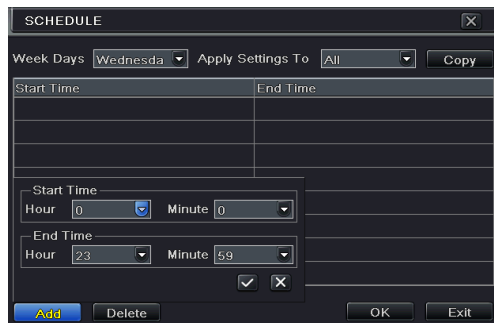 SCHEDULE
Week Days Wednesda Apply Settings To All Copy
Start Time End Time
Start Time
Hour 0 Minute 0
End Time
Hour 23 Minute 59
Add Delete OK Exit